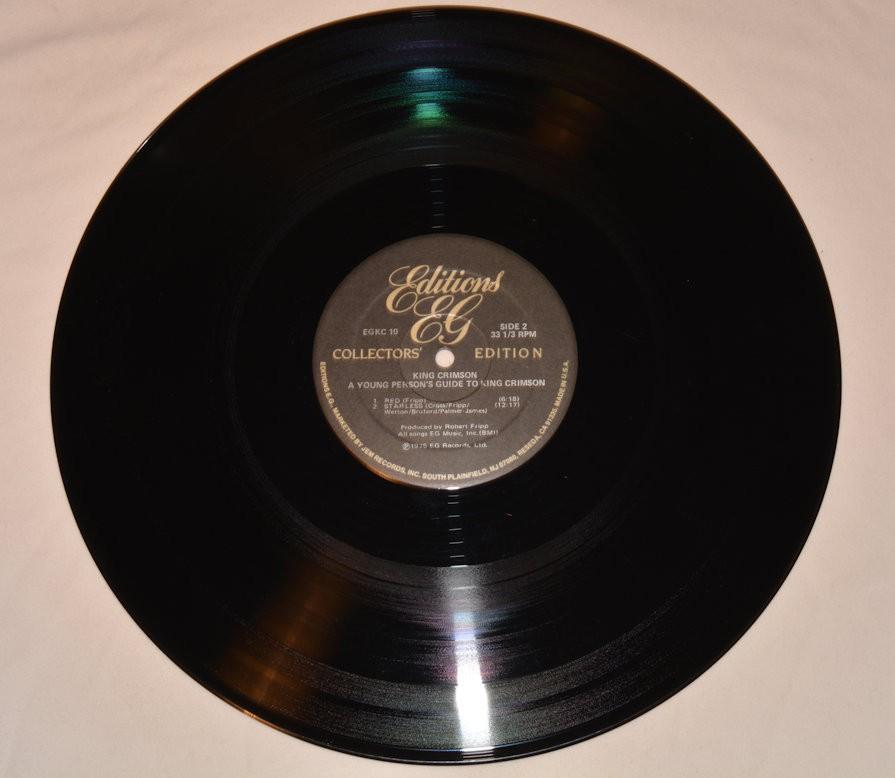 Editions
EG
EGKC 10
SIDE 2
33 1/3 RPM
COLLECTORS' EDITION
KING CRIMSON
A YOUNG PERSON'S GUIDE TO KING CRIMSON
1. RED (Fripp) (6:18)
2. STARLESS (Cross/Fripp/ (12:17)
Wetton/Bruford/Palmer-James)
Produced by Robert Fripp
All songs EG Music, Inc.(BMI)
℗1975 EG Records, Ltd.
EDITIONS E.G., MARKETED BY JEM RECORDS, INC. SOUTH PLAINFIELD, NJ 07080, RESEDA, CA 91335, MADE IN U.S.A.